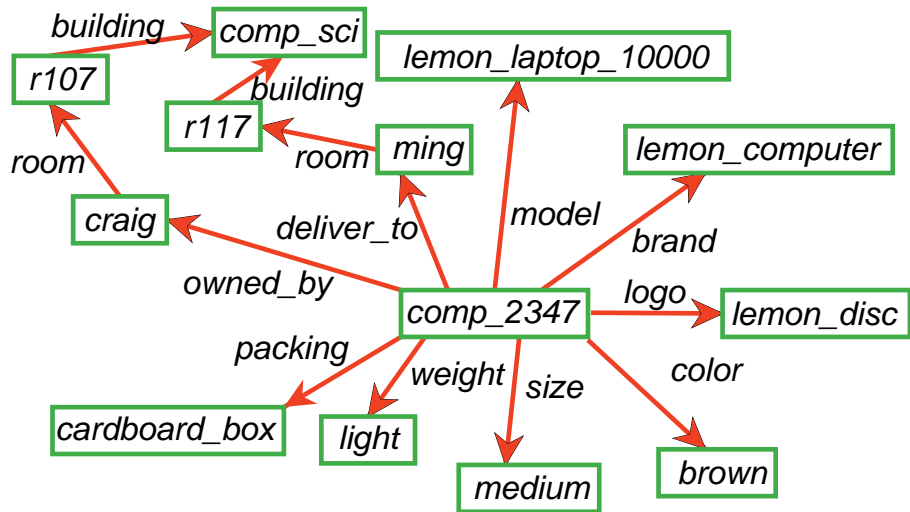 building
comp_sci
lemon_laptop_10000
r107
building
r117
room
ming
lemon_computer
room
craig
deliver_to
model
brand
owned_by
comp_2347
logo
lemon_disc
packing
weight
size
color
cardboard_box
light
medium
brown